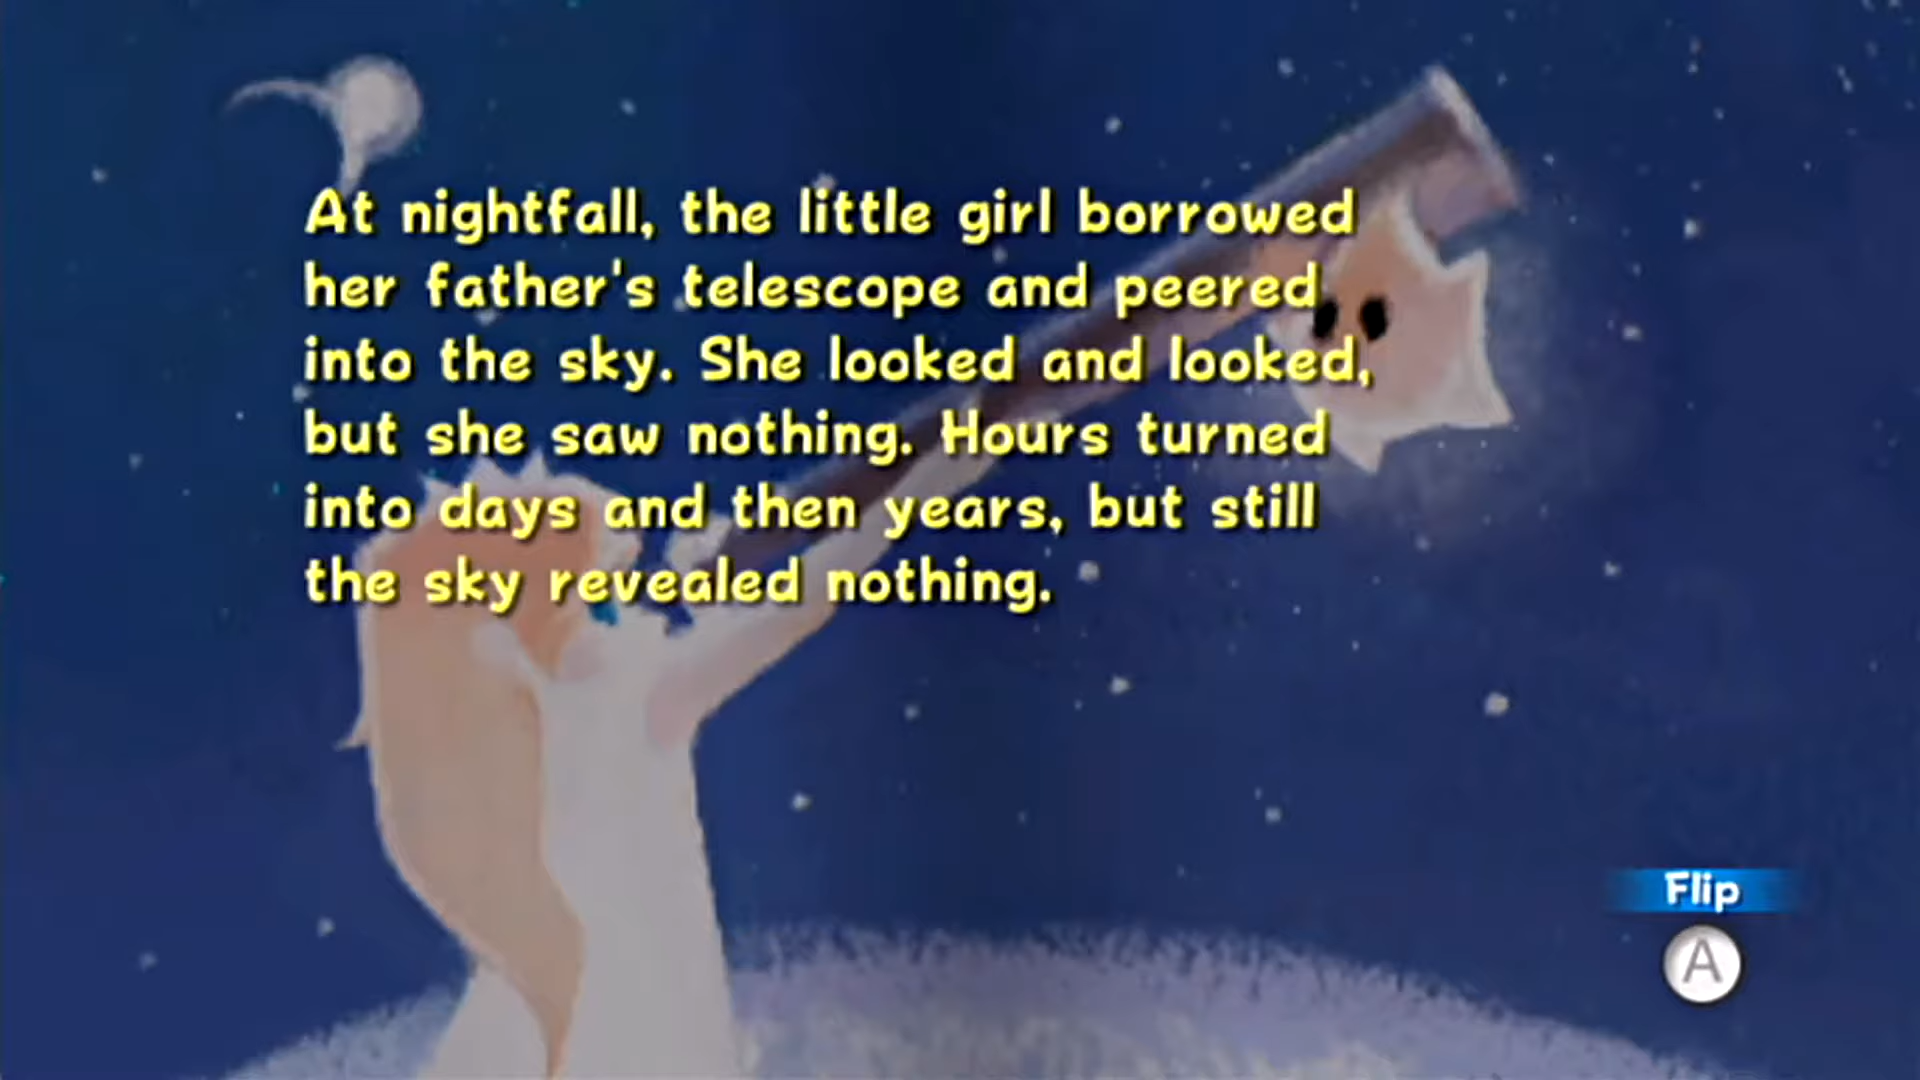 At nightfall, the little girl borrowed
her father's telescope and peered
into the sky. She looked and looked,
but she saw nothing. Hours turned
into days and then years, but still
the sky revealed nothing.
Flip
A